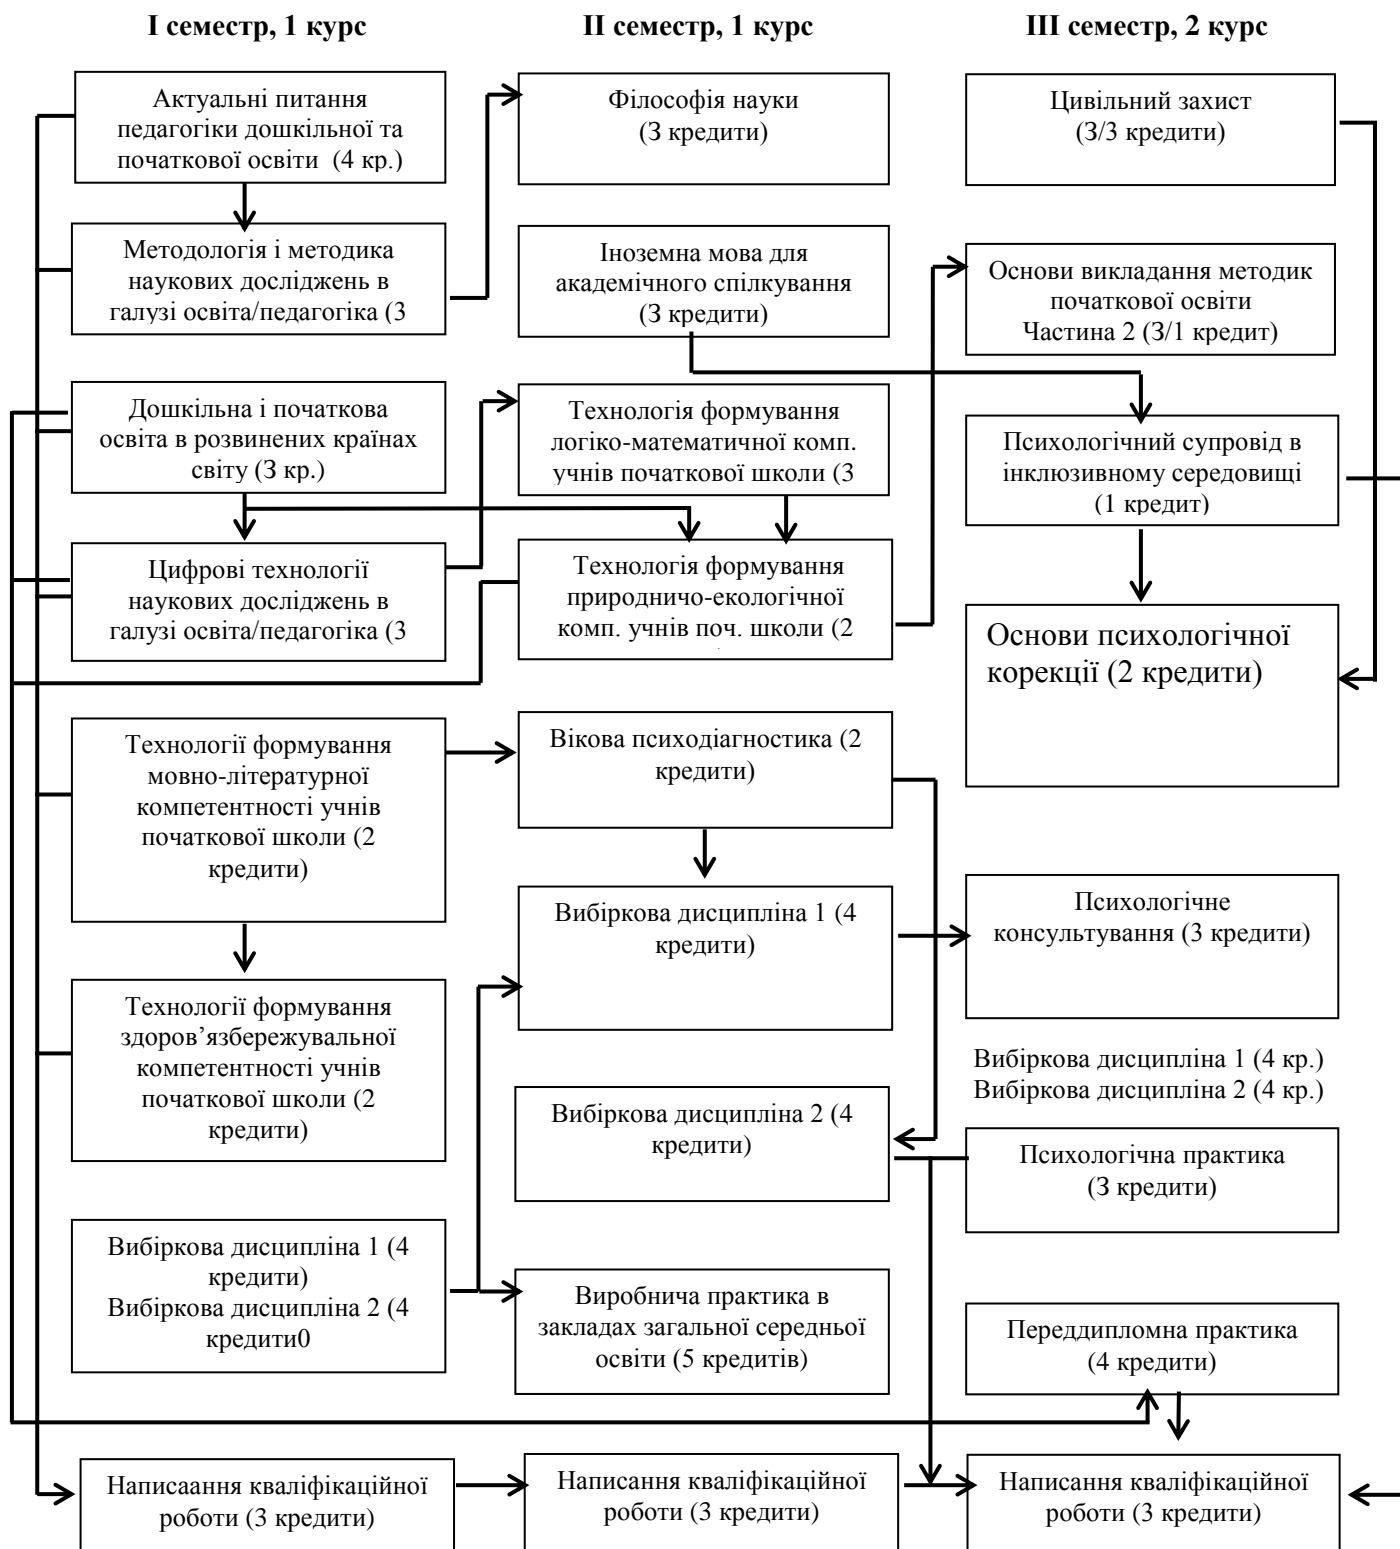 I семестр, 1 курс
II семестр, 1 курс
III семестр, 2 курс
Актуальні питання
педагогіки дошкільної та
початкової освіти (4 кр.)
Методологія і методика
наукових досліджень в
галузі освіта/педагогіка (3
Дошкільна і початкова
освіта в розвинених країнах
світу (3 кр.)
Цифрові технології
наукових досліджень в
галузі освіта/педагогіка (3
Технології формування
мовно-літературної
компетентності учнів
початкової школи (2
кредити)
Технології формування
здоров’язбережувальної
компетентності учнів
початкової школи (2
кредити)
Вибіркова дисципліна 1 (4
кредити)
Вибіркова дисципліна 2 (4
кредити0
Написаання кваліфікаційної
роботи (3 кредити)
Філософія науки
(3 кредити)
Іноземна мова для
академічного спілкування
(3 кредити)
Технологія формування
логіко-математичної комп.
учнів початкової школи (3
Технологія формування
природничо-екологічної
комп. учнів поч. школи (2
Вікова психодіагностика (2
кредити)
Вибіркова дисципліна 1 (4
кредити)
Вибіркова дисципліна 2 (4
кредити)
Виробнича практика в
закладах загальної середньої
освіти (5 кредитів)
Написання кваліфікаційної
роботи (3 кредити)
Цивільний захист
(3/3 кредити)
Основи викладання методик
початкової освіти
Частина 2 (3/1 кредит)
Психологічний супровід в
інклюзивному середовищі
(1 кредит)
Основи психологічної
корекції (2 кредити)
Психологічне
консультування (3 кредити)
Вибіркова дисципліна 1 (4 кр.)
Вибіркова дисципліна 2 (4 кр.)
Психологічна практика
(3 кредити)
Переддипломна практика
(4 кредити)
Написання кваліфікаційної
роботи (3 кредити)